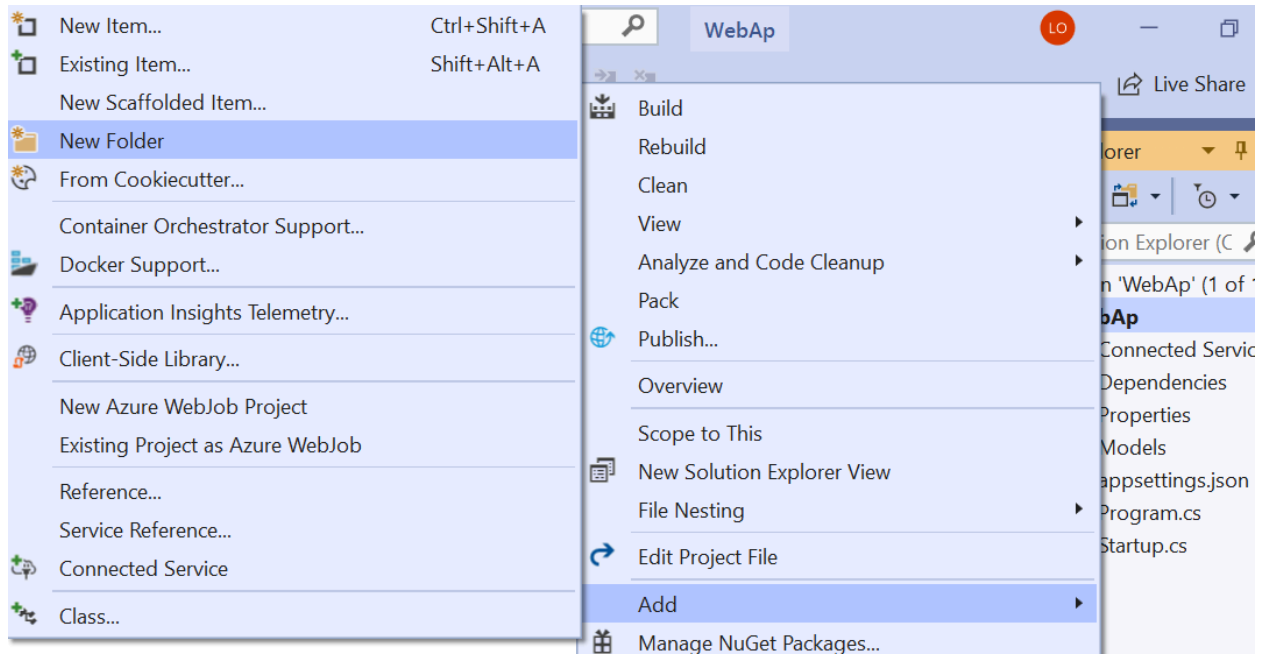 New Item... Ctrl+Shift+A
Existing Item... Shift+Alt+A
New Scaffolded Item...
New Folder
From Cookiecutter...
Container Orchestrator Support...
Docker Support...
Application Insights Telemetry...
Client-Side Library...
New Azure WebJob Project
Existing Project as Azure WebJob
Reference...
Service Reference...
Connected Service
Class...
WebAp
LO
Live Share
Build
Rebuild
Clean
View
Analyze and Code Cleanup
Pack
Publish...
Overview
Scope to This
New Solution Explorer View
File Nesting
Edit Project File
Add
Manage NuGet Packages...
lorer
ion Explorer (C
n 'WebAp' (1 of 1
bAp
Connected Servic
Dependencies
Properties
Models
appsettings.json
Program.cs
Startup.cs